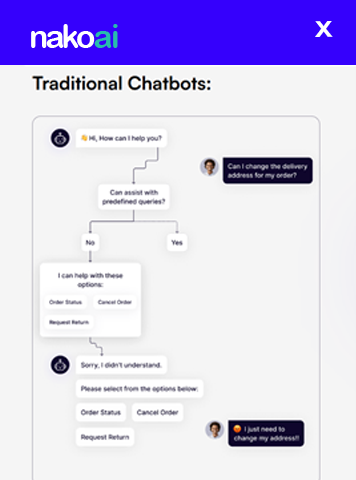 nakoai
X
Traditional Chatbots:
👋 Hi, How can I help you?
Can I change the delivery
address for my order?
Can assist with
predefined queries?
No
Yes
I can help with these
options:
Order Status
Cancel Order
Request Return
Sorry, I didn't understand.
Please select from the options below:
Order Status
Cancel Order
Request Return
😡 I just need to
change my address!!